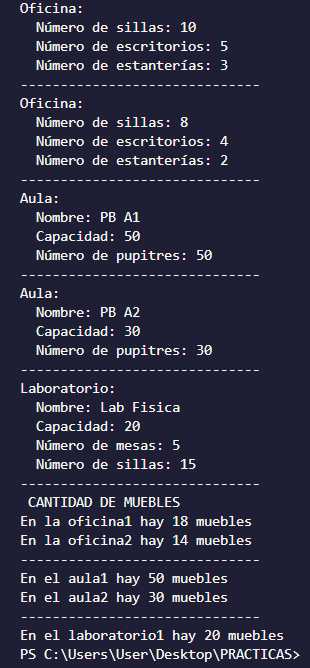 Oficina:
Número de sillas: 10
Número de escritorios: 5
Número de estanterías: 3
------------------------------
Oficina:
Número de sillas: 8
Número de escritorios: 4
Número de estanterías: 2
------------------------------
Aula:
Nombre: PB A1
Capacidad: 50
Número de pupitres: 50
------------------------------
Aula:
Nombre: PB A2
Capacidad: 30
Número de pupitres: 30
------------------------------
Laboratorio:
Nombre: Lab Fisica
Capacidad: 20
Número de mesas: 5
Número de sillas: 15
------------------------------
CANTIDAD DE MUEBLES
En la oficina1 hay 18 muebles
En la oficina2 hay 14 muebles
------------------------------
En el aula1 hay 50 muebles
En el aula2 hay 30 muebles
------------------------------
En el laboratorio1 hay 20 muebles
PS C:\Users\User\Desktop\PRACTICAS>